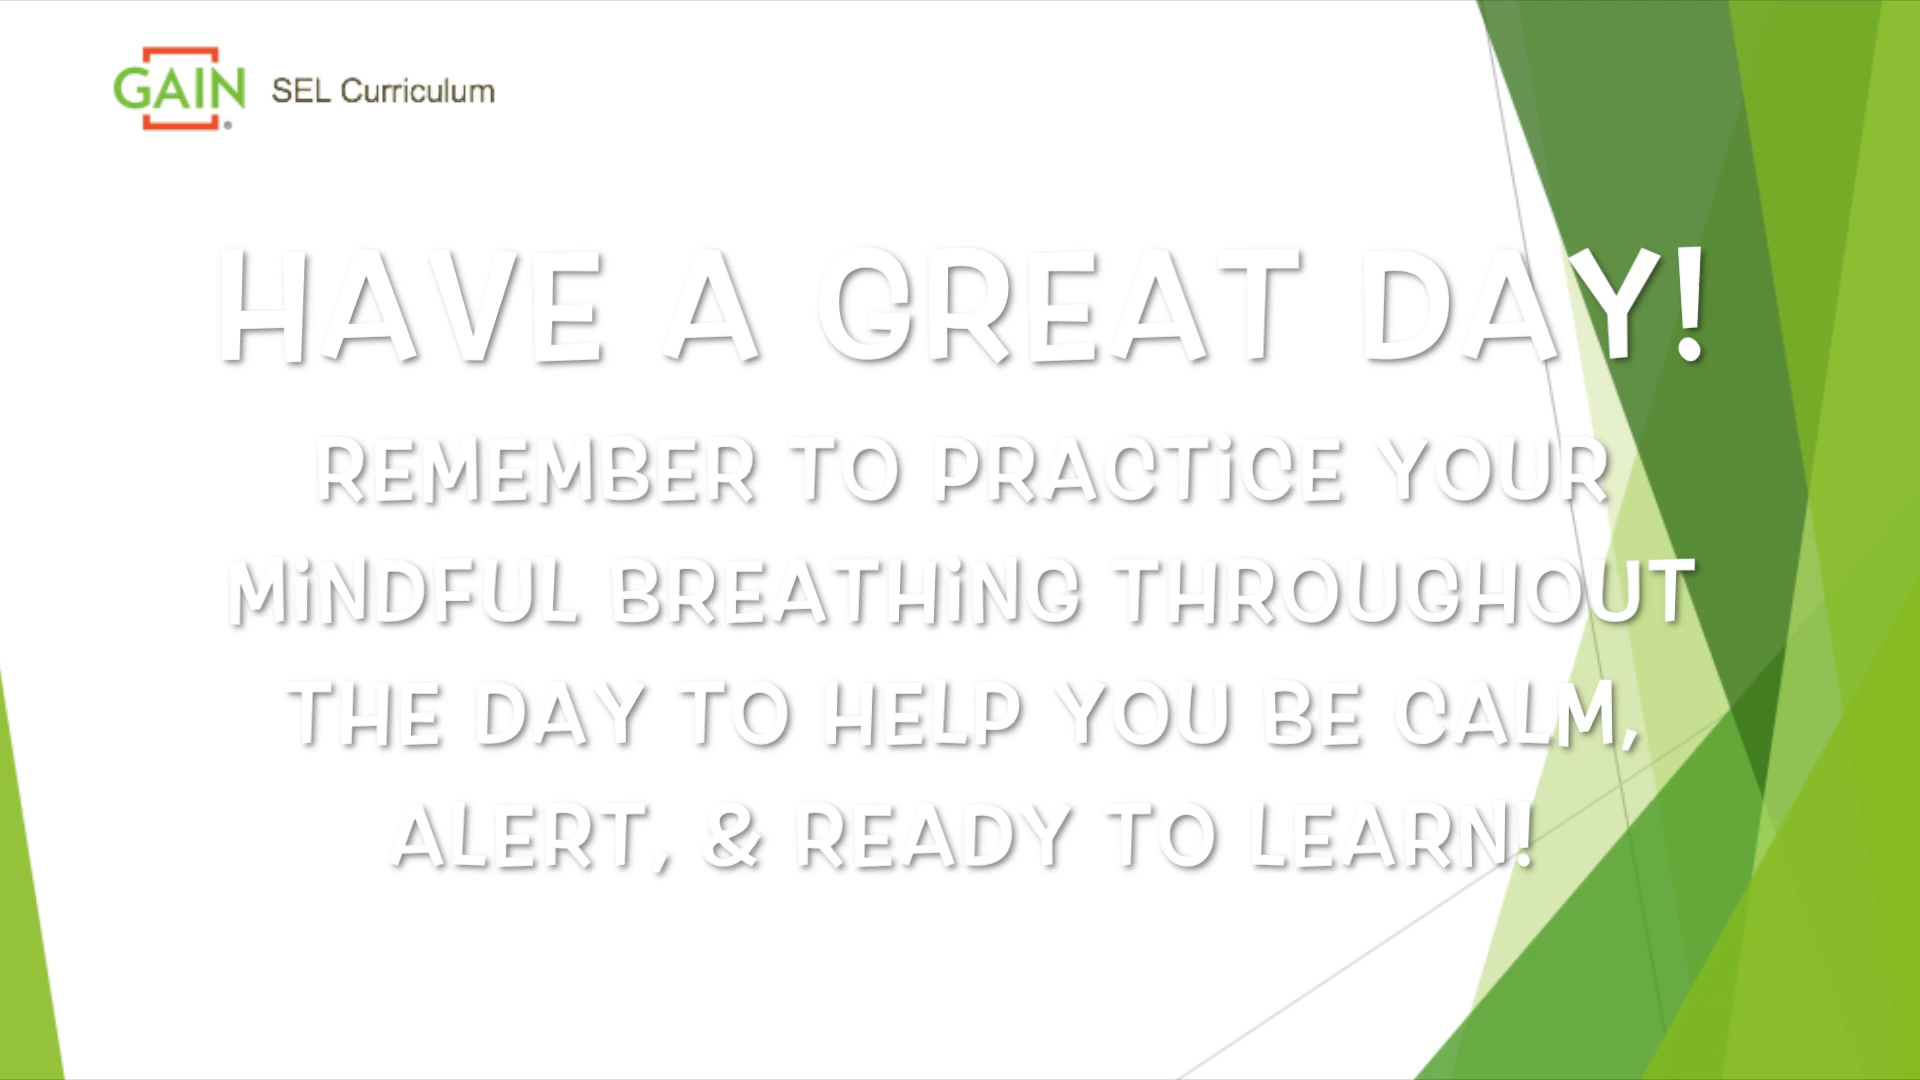 GAIN® SEL Curriculum
HAVE A GREAT DAY!
REMEMBER TO PRACTiCE YOUR
MiNDFUL BREATHiNG THROUGHOUT
THE DAY TO HELP YOU BE CALM,
ALERT, & READY TO LEARN!